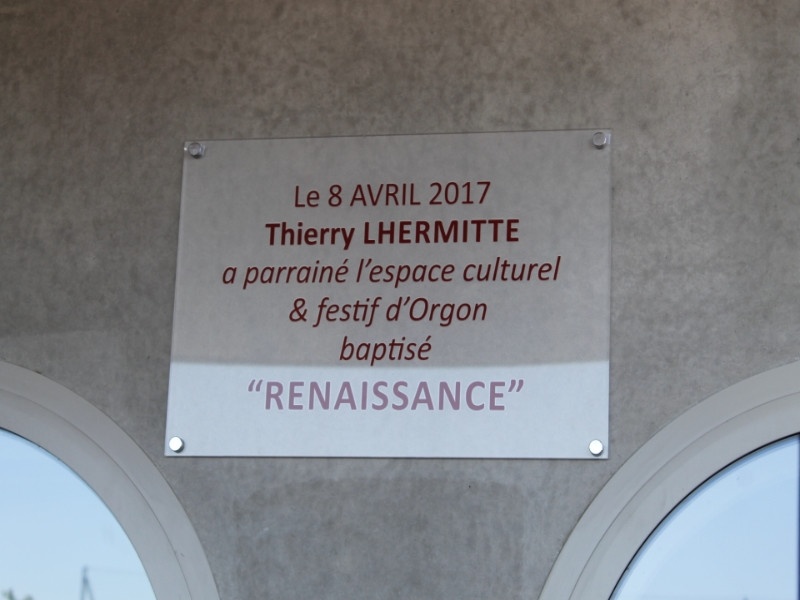 Le 8 AVRIL 2017
Thierry LHERMITTE
a parrainé l’espace culturel
& festif d’Orgon
baptisé
“RENAISSANCE”